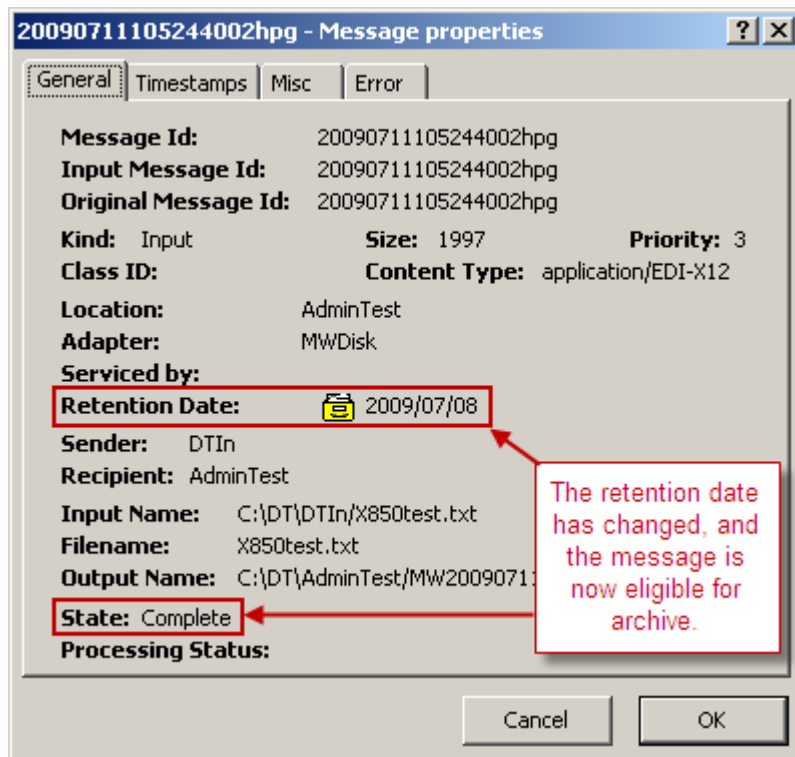 20090711105244002hpg - Message properties
General Timestamps Misc Error
Message Id: 20090711105244002hpg
Input Message Id: 20090711105244002hpg
Original Message Id: 20090711105244002hpg
Kind: Input Size: 1997 Priority: 3
Class ID: Content Type: application/EDI-X12
Location: AdminTest
Adapter: MWDisk
Serviced by:
Retention Date: 2009/07/08
Sender: DTIn
Recipient: AdminTest
Input Name: C:\DT\DTIn/X850test.txt
Filename: X850test.txt
Output Name: C:\DT\AdminTest/MW20090711
State: Complete
Processing Status:
The retention date
has changed, and
the message is
now eligible for
archive.
Cancel OK